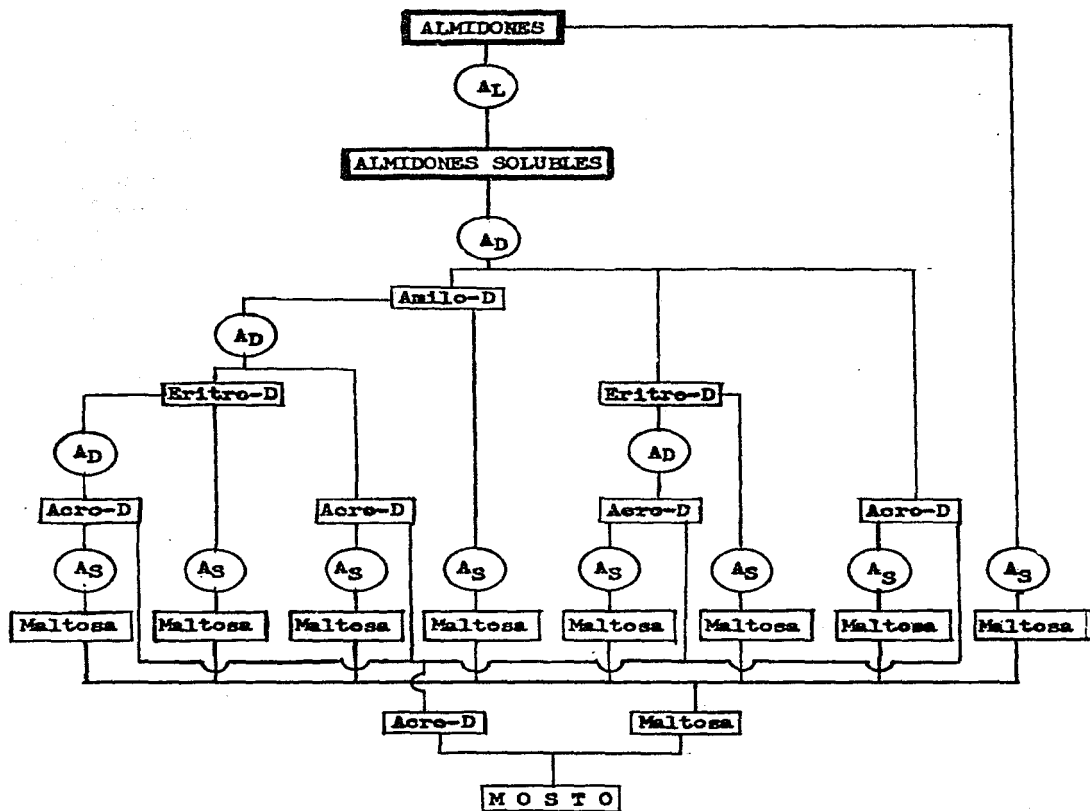 ALMIDONES
AL
ALMIDONES SOLUBLES
AD
Amilo-D
AD
Eritro-D Eritro-D
AD AD
Acro-D Acro-D Acro-D Acro-D
AS AS AS AS AS AS AS AS
Maltosa Maltosa Maltosa Maltosa Maltosa Maltosa Maltosa Maltosa
Acro-D Maltosa
M O S T O